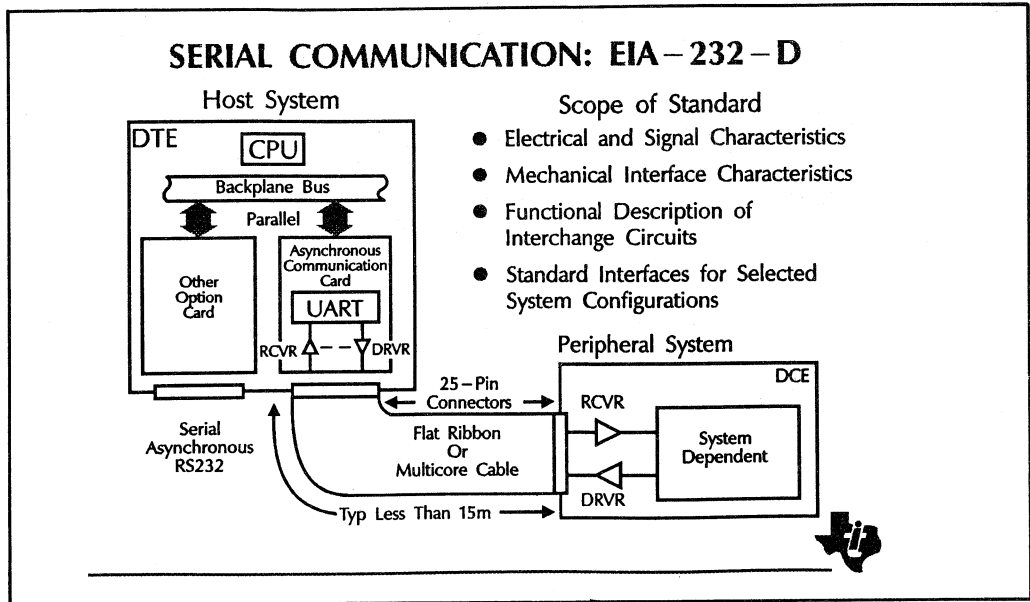 SERIAL COMMUNICATION: EIA-232-D
Host System
DTE
CPU
Backplane Bus
Parallel
Other
Option
Card
Asynchronous
Communication
Card
UART
RCVR
DRVR
Serial
Asynchronous
RS232
Scope of Standard
● Electrical and Signal Characteristics
● Mechanical Interface Characteristics
● Functional Description of
Interchange Circuits
● Standard Interfaces for Selected
System Configurations
Peripheral System
DCE
25-Pin
Connectors
Flat Ribbon
Or
Multicore Cable
Typ Less Than 15m
RCVR
DRVR
System
Dependent